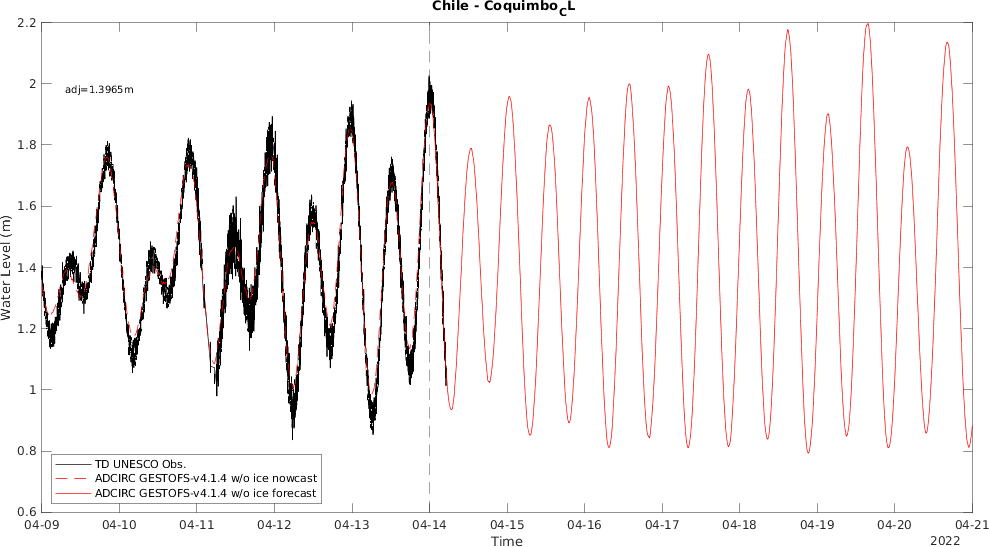 Chile - Coquimbo_CL
2.2
2
1.8
1.6
1.4
1.2
1
0.8
0.6
adj=1.3965m
Water Level (m)
TD UNESCO Obs.
ADCIRC GESTOFS-v4.1.4 w/o ice nowcast
ADCIRC GESTOFS-v4.1.4 w/o ice forecast
04-09 04-10 04-11 04-12 04-13 04-14 04-15 04-16 04-17 04-18 04-19 04-20 04-21
Time
2022